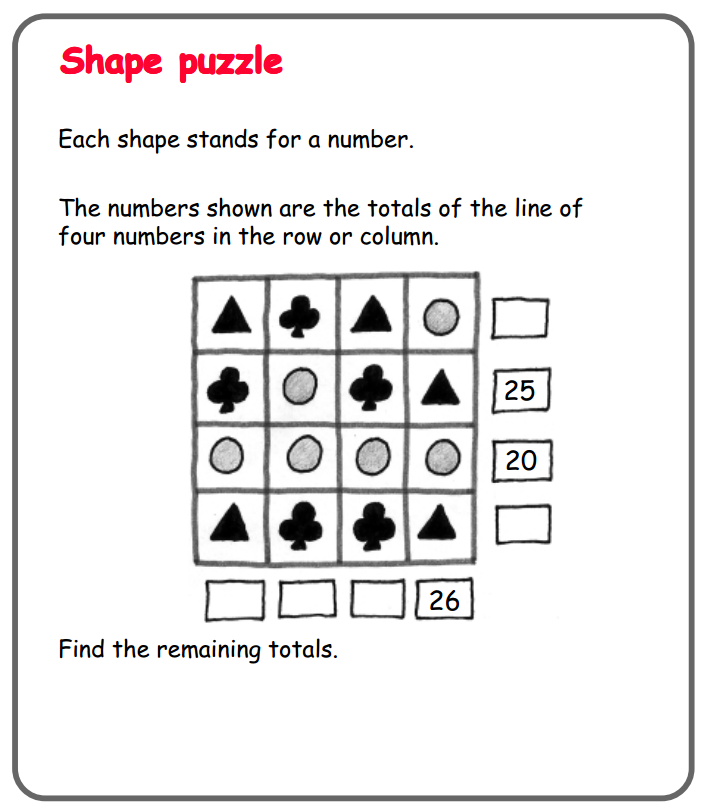 Shape puzzle
Each shape stands for a number.
The numbers shown are the totals of the line of
four numbers in the row or column.
25
20
26
Find the remaining totals.